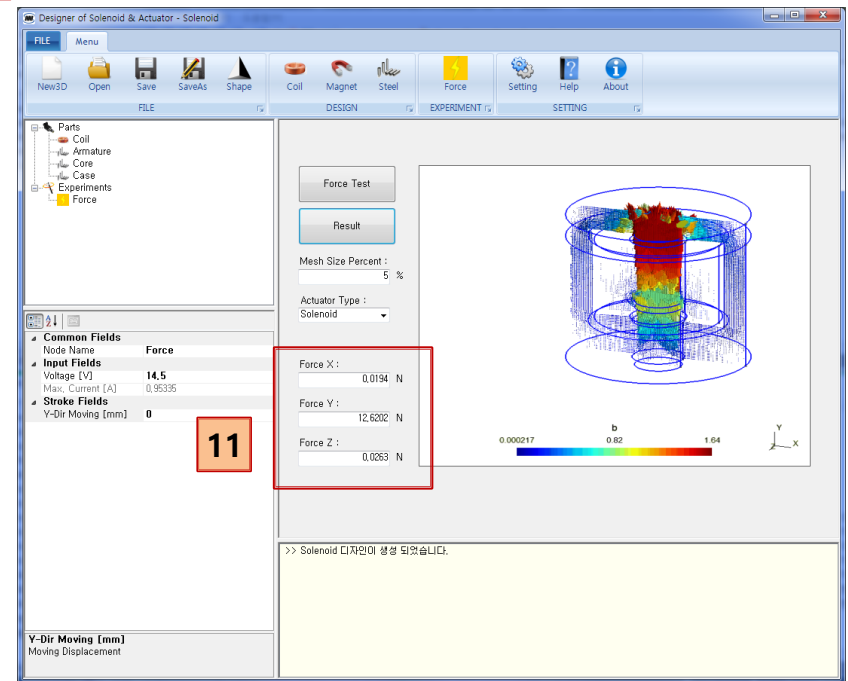 Designer of Solenoid & Actuator - Solenoid
FILE Menu
New3D Open Save SaveAs Shape Coil Magnet Steel Force Setting Help About
FILE DESIGN EXPERIMENT SETTING
Parts
Coil
Armature
Core
Case
Experiments
Force
Common Fields
Node Name Force
Input Fields
Voltage [V] 14,5
Max, Current [A] 0,95335
Stroke Fields
Y-Dir Moving [mm] 0
Y-Dir Moving [mm]
Moving Displacement
Force Test
Result
Mesh Size Percent :
5 %
Actuator Type :
Solenoid
11
Force X :
0,0194 N
Force Y :
12,6202 N
Force Z :
0,0263 N
b
0.000217 0.82 1.64
Y
Z X
>> Solenoid 디자인이 생성 되었습니다.